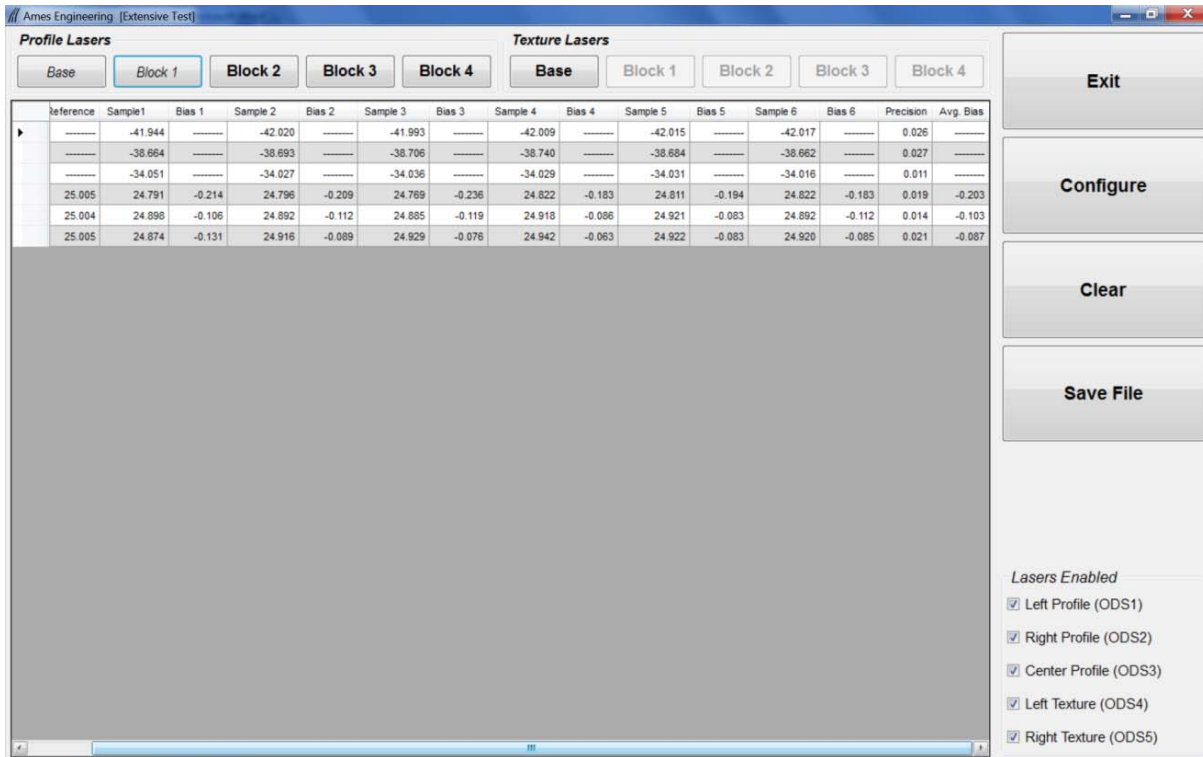 Ames Engineering [Extensive Test]
Profile Lasers Texture Lasers
Base Block 1 Block 2 Block 3 Block 4 Base Block 1 Block 2 Block 3 Block 4
Reference Sample1 Bias 1 Sample 2 Bias 2 Sample 3 Bias 3 Sample 4 Bias 4 Sample 5 Bias 5 Sample 6 Bias 6 Precision Avg. Bias
-------- -41.944 -------- -42.020 -------- -41.993 -------- -42.009 -------- -42.015 -------- -42.017 -------- 0.026 --------
-------- -38.664 -------- -38.693 -------- -38.706 -------- -38.740 -------- -38.684 -------- -38.662 -------- 0.027 --------
-------- -34.051 -------- -34.027 -------- -34.036 -------- -34.029 -------- -34.031 -------- -34.016 -------- 0.011 --------
25.005 24.791 -0.214 24.796 -0.209 24.769 -0.236 24.822 -0.183 24.811 -0.194 24.822 -0.183 0.019 -0.203
25.004 24.898 -0.106 24.892 -0.112 24.885 -0.119 24.918 -0.086 24.921 -0.083 24.892 -0.112 0.014 -0.103
25.005 24.874 -0.131 24.916 -0.089 24.929 -0.076 24.942 -0.063 24.922 -0.083 24.920 -0.085 0.021 -0.087
Exit
Configure
Clear
Save File
Lasers Enabled
Left Profile (ODS1)
Right Profile (ODS2)
Center Profile (ODS3)
Left Texture (ODS4)
Right Texture (ODS5)